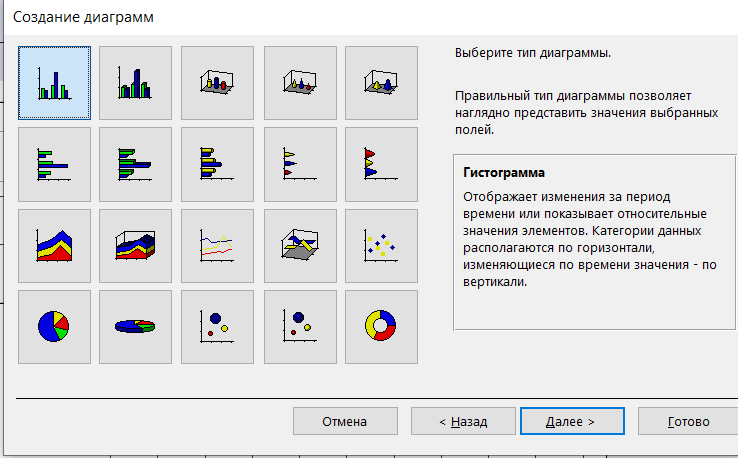 Создание диаграмм
Выберите тип диаграммы.
Правильный тип диаграммы позволяет
наглядно представить значения выбранных
полей.
Гистограмма
Отображает изменения за период
времени или показывает относительные
значения элементов. Категории данных
располагаются по горизонтали,
изменяющиеся по времени значения - по
вертикали.
Отмена
< Назад
Далее >
Готово